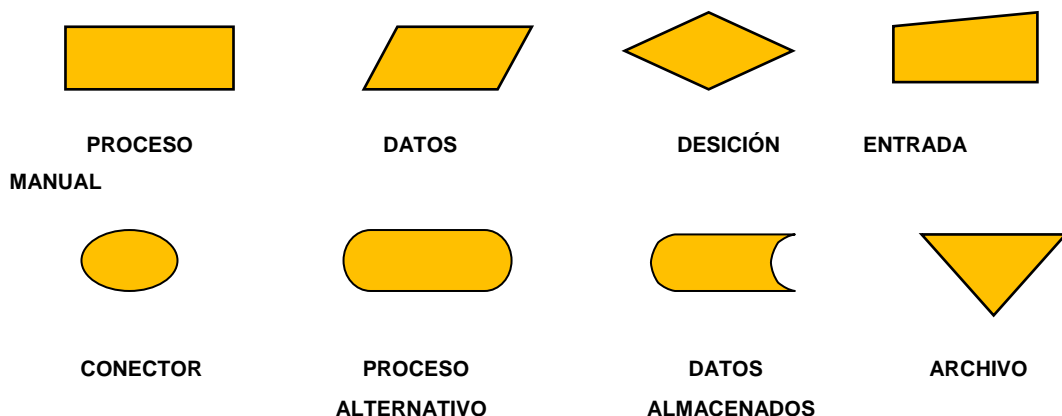 PROCESO DATOS DESICIÓN ENTRADA
MANUAL
CONECTOR PROCESO DATOS ARCHIVO
ALTERNATIVO ALMACENADOS